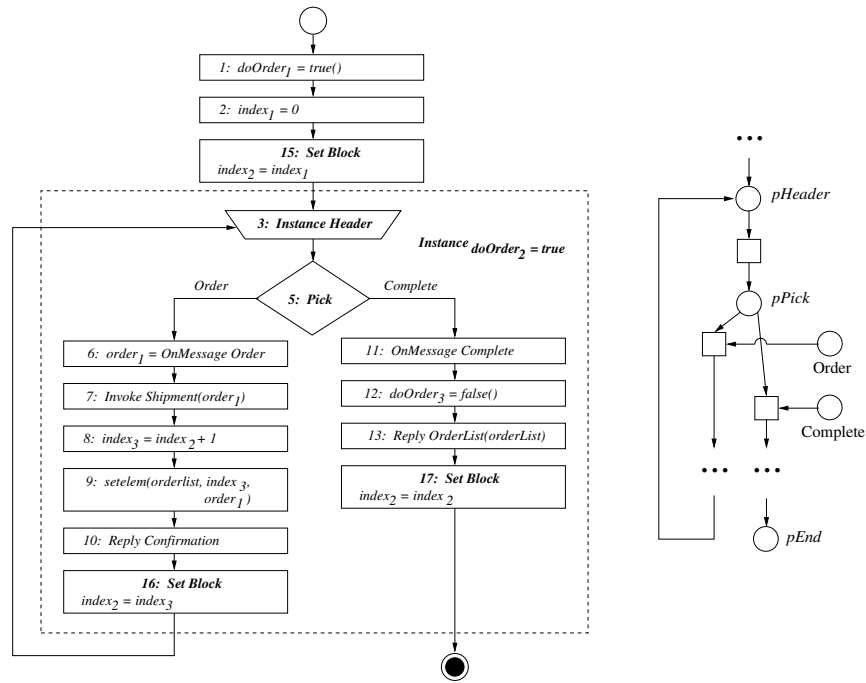 1: doOrder1 = true()
2: index1 = 0
15: Set Block
index2 = index1
3: Instance Header
Instance doOrder2 = true
Order
5: Pick
Complete
6: order1 = OnMessage Order
7: Invoke Shipment(order1)
8: index3 = index2 + 1
9: setelem(orderlist, index3,
order1)
10: Reply Confirmation
16: Set Block
index2 = index3
11: OnMessage Complete
12: doOrder3 = false()
13: Reply OrderList(orderList)
17: Set Block
index2 = index2
...
pHeader
pPick
Order
Complete
... ...
pEnd